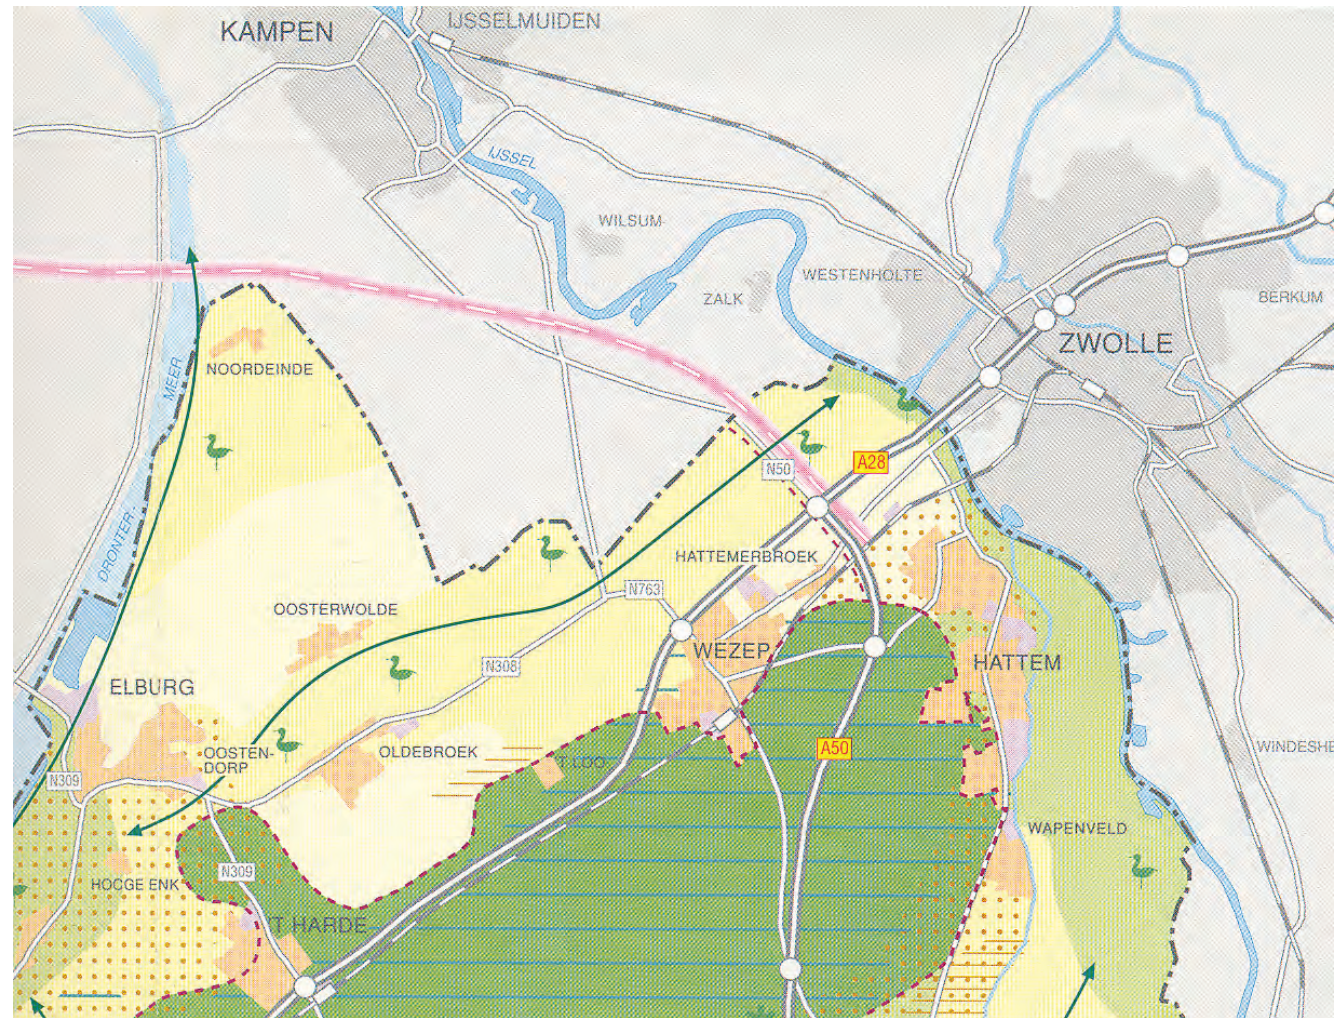 KAMPEN
IJSSELMUIDEN
IJSSEL
WILSUM
ZALK
WESTENHOLTE
BERKUM
ZWOLLE
NOORDEINDE
MEER
DRONTER-
N50
A28
HATTEMERBROEK
N763
OOSTERWOLDE
WEZEP
N308
HATTEM
ELBURG
OOSTEN-
DORP
OLDEBROEK
'T LOO
A50
WINDESHE
N309
WAPENVELD
HOCGE ENK
N309
'T HARDE